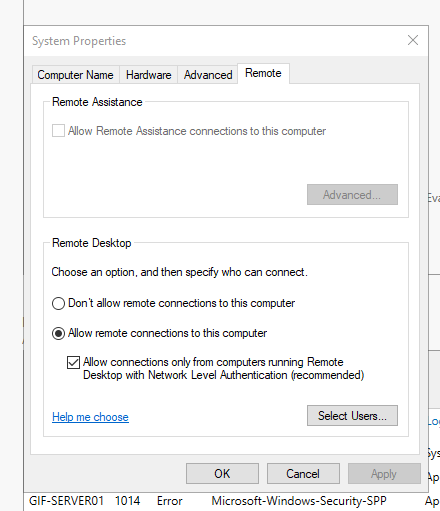 System Properties
Computer Name Hardware Advanced Remote
Remote Assistance
Allow Remote Assistance connections to this computer
Advanced...
Remote Desktop
Choose an option, and then specify who can connect.
Don't allow remote connections to this computer
Allow remote connections to this computer
Allow connections only from computers running Remote
Desktop with Network Level Authentication (recommended)
Help me choose
Select Users...
OK Cancel Apply
GIF-SERVER01 1014 Error Microsoft-Windows-Security-SPP Ap